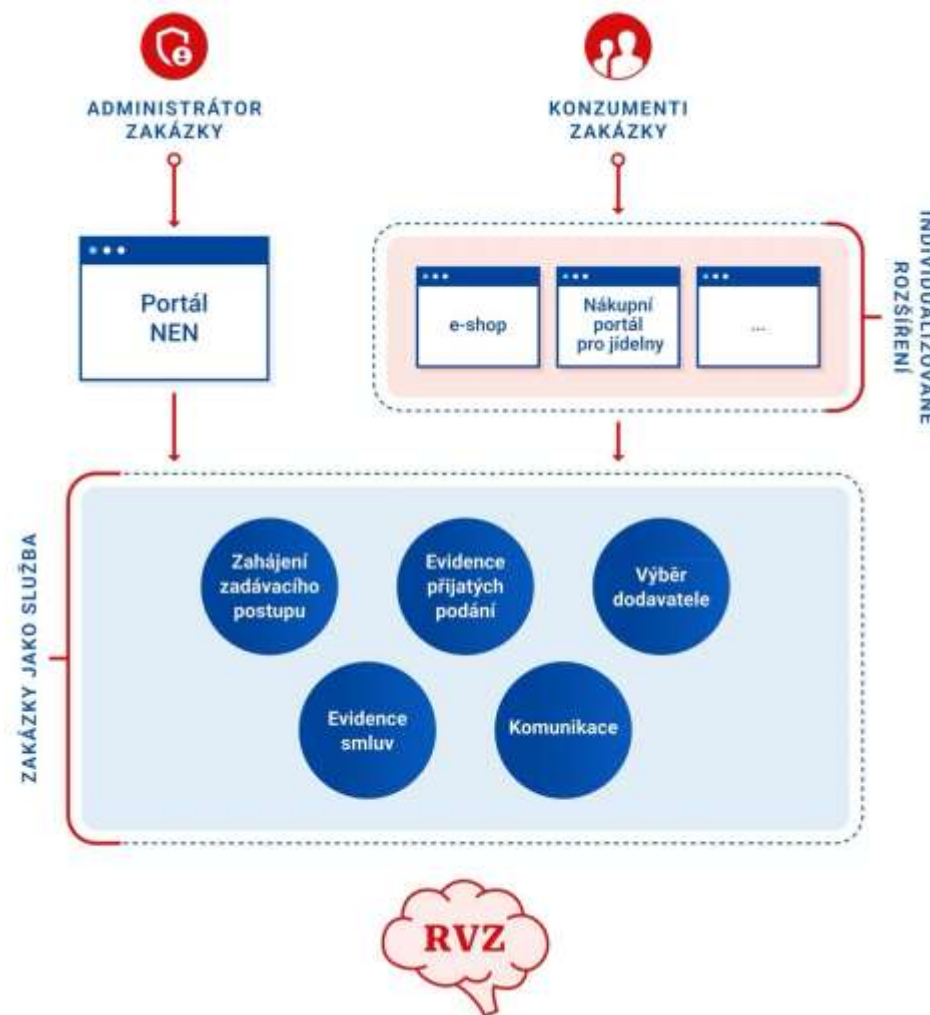 ADMINISTRÁTOR
ZAKÁZKY
KONZUMENTI
ZAKÁZKY
Portál
NEN
e-shop
Nákupní
portál
pro jídelny
...
INDIVIDUALIZOVANÉ
ROZŠÍŘENÍ
ZAKÁZKY JAKO SLUŽBA
Zahájení
zadávacího
postupu
Evidence
přijatých
podání
Výběr
dodavatele
Evidence
smluv
Komunikace
RVZ